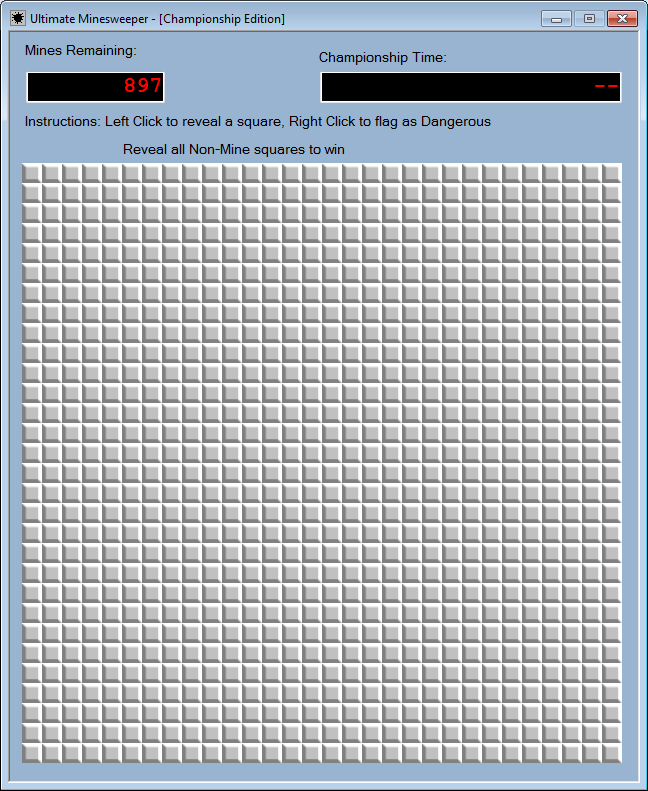 Ultimate Minesweeper - [Championship Edition]
Mines Remaining:
Championship Time:
897
--
Instructions: Left Click to reveal a square, Right Click to flag as Dangerous
Reveal all Non-Mine squares to win